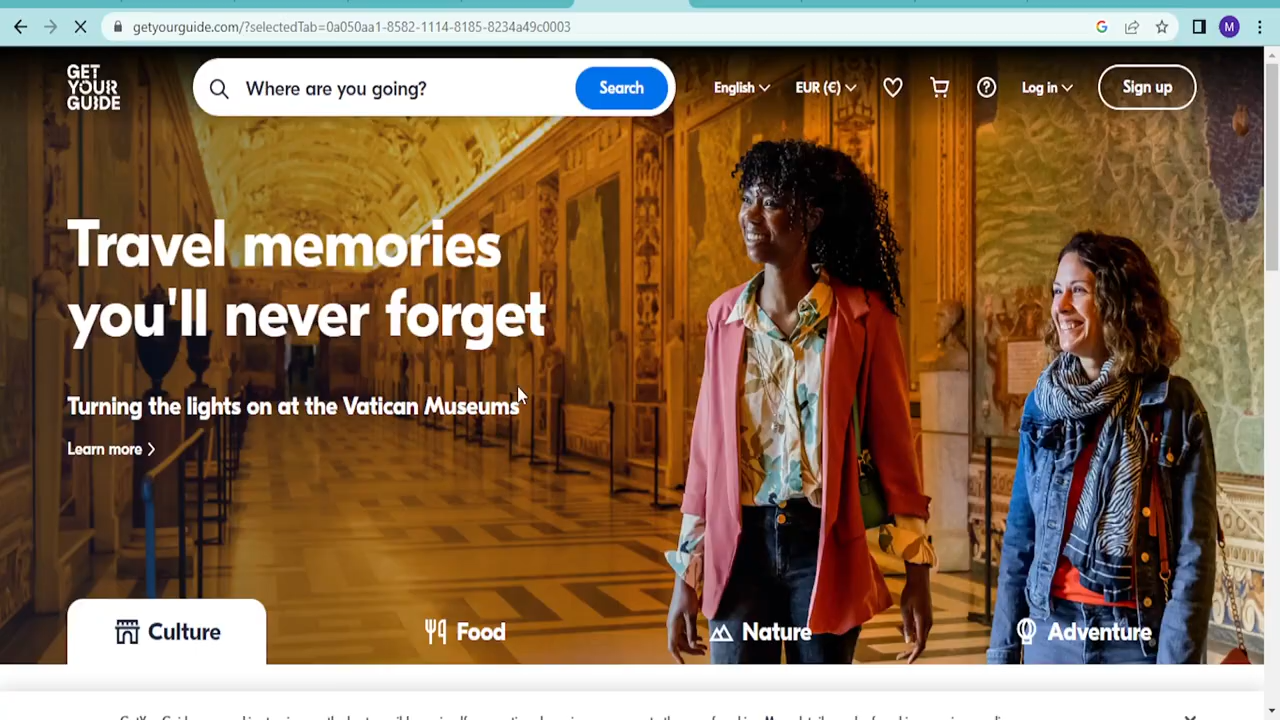 getyourguide.com/?selectedTab=0a050aa1-8582-1114-8185-8234a49c0003
M
GET
YOUR
GUIDE
Where are you going?
Search
English
EUR (€)
Log in
Sign up
Travel memories
you'll never forget
Turning the lights on at the Vatican Museums
Learn more
Culture
Food
Nature
Adventure